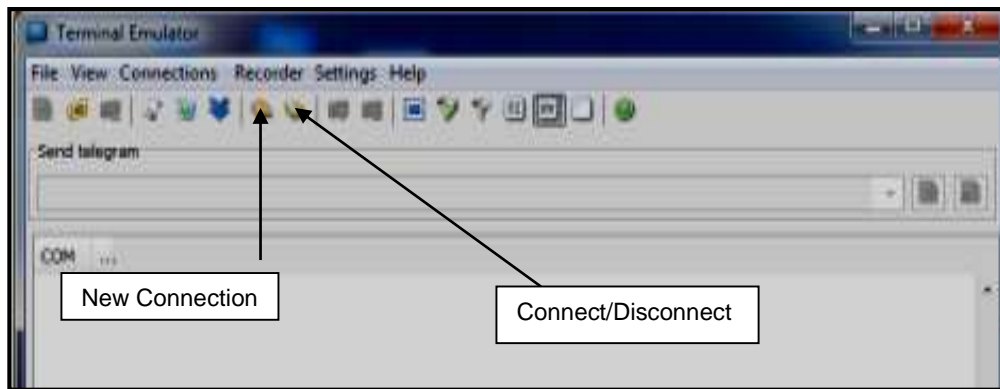 Terminal Emulator
File View Connections Recorder Settings Help
Send telegram
COM ...
New Connection
Connect/Disconnect